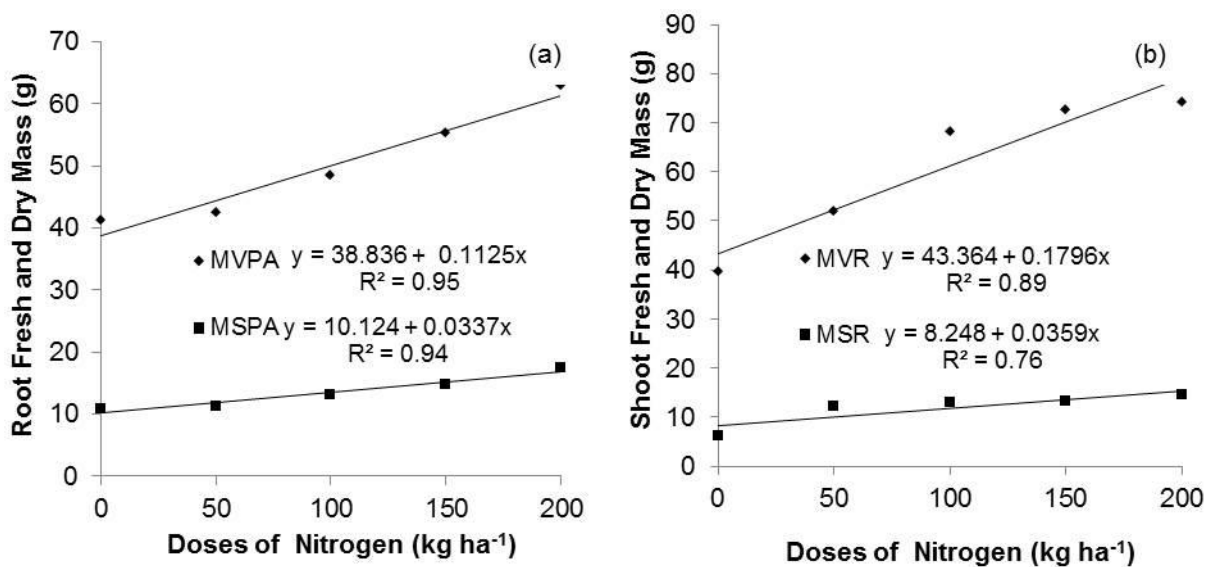 (a)
Root Fresh and Dry Mass (g)
70
60
50
40
30
20
10
0
MVPA y = 38.836 + 0.1125x
R² = 0.95
MSPA y = 10.124 + 0.0337x
R² = 0.94
0 50 100 150 200
Doses of Nitrogen (kg ha⁻¹)
(b)
Shoot Fresh and Dry Mass (g)
90
80
70
60
50
40
30
20
10
0
MVR y = 43.364 + 0.1796x
R² = 0.89
MSR y = 8.248 + 0.0359x
R² = 0.76
0 50 100 150 200
Doses of Nitrogen (kg ha⁻¹)